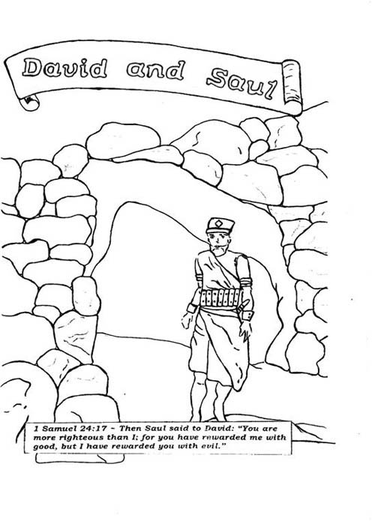 David and Saul
1 Samuel 24:17 - Then Saul said to David: "You are
more righteous than I; for you have rewarded me with
good, but I have rewarded you with evil."